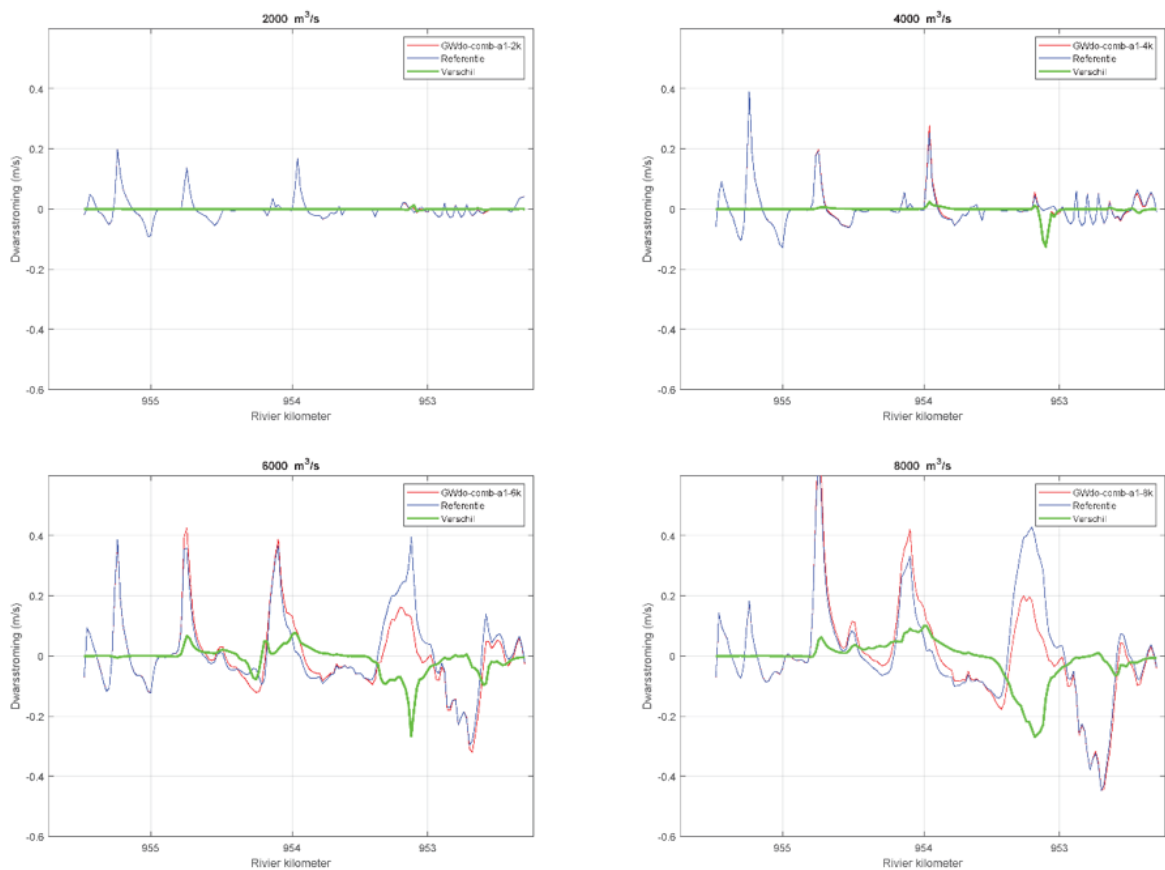 2000 m³/s
GWdo-comb-a1-2k
Referentie
Verschil
0.4
0.2
0
-0.2
-0.4
-0.6
Dwarsstroming (m/s)
955
954
953
Rivier kilometer
4000 m³/s
GWdo-comb-a1-4k
Referentie
Verschil
0.4
0.2
0
-0.2
-0.4
-0.6
Dwarsstroming (m/s)
955
954
953
Rivier kilometer
6000 m³/s
GWdo-comb-a1-6k
Referentie
Verschil
0.4
0.2
0
-0.2
-0.4
-0.6
Dwarsstroming (m/s)
955
954
953
Rivier kilometer
8000 m³/s
GWdo-comb-a1-8k
Referentie
Verschil
0.4
0.2
0
-0.2
-0.4
-0.6
Dwarsstroming (m/s)
955
954
953
Rivier kilometer